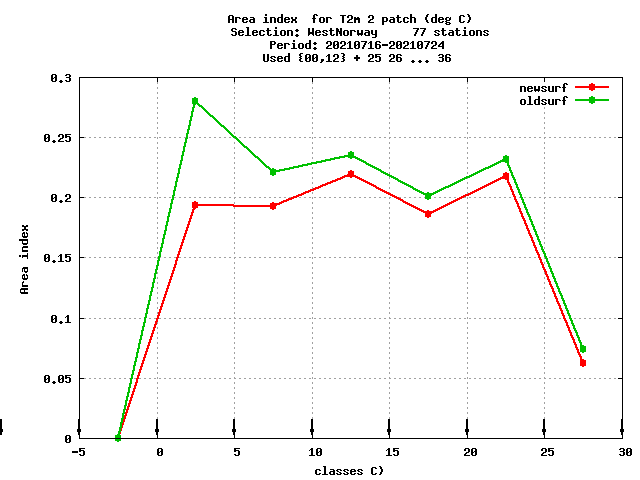 Area index  for T2m 2 patch (deg C)
Selection: WestNorway     77 stations
Period: 20210716-20210724
Used {00,12} + 25 26 ... 36
newsurf
oldsurf
0.3
0.25
0.2
0.15
0.1
0.05
0
Area index
-5 0 5 10 15 20 25 30
classes C)